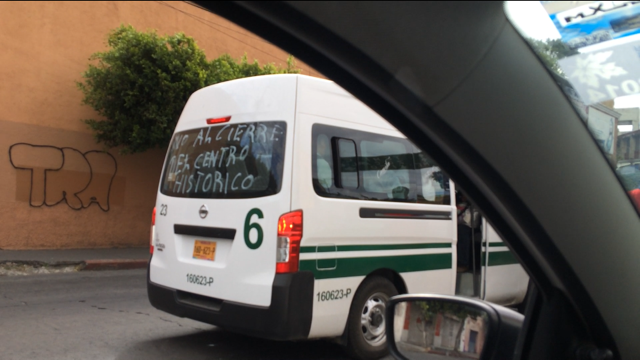 TRA
NO AL CIERRE
DEL CENTRO
HISTORICO
23
6
160623-P
160623-P